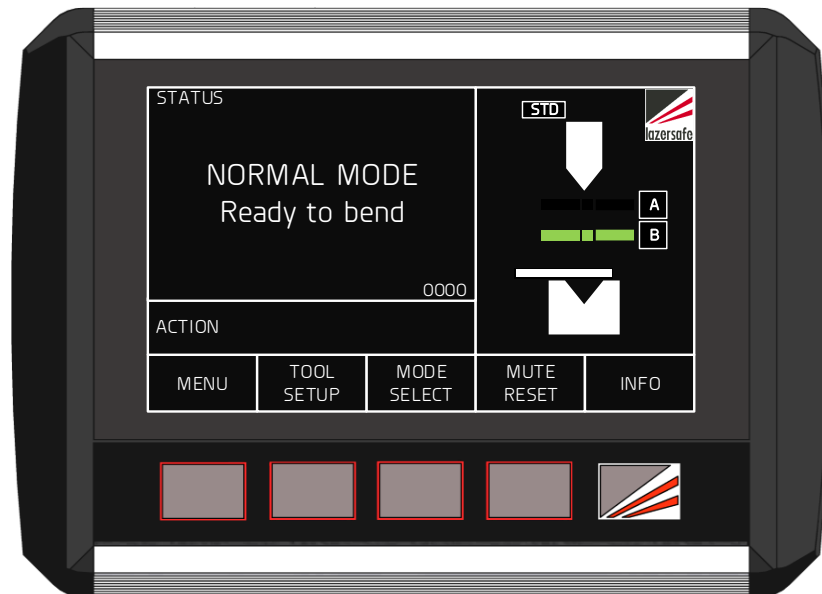 STATUS
NORMAL MODE
Ready to bend
0000
ACTION
STD
lazersafe
A
B
MENU
TOOL
SETUP
MODE
SELECT
MUTE
RESET
INFO